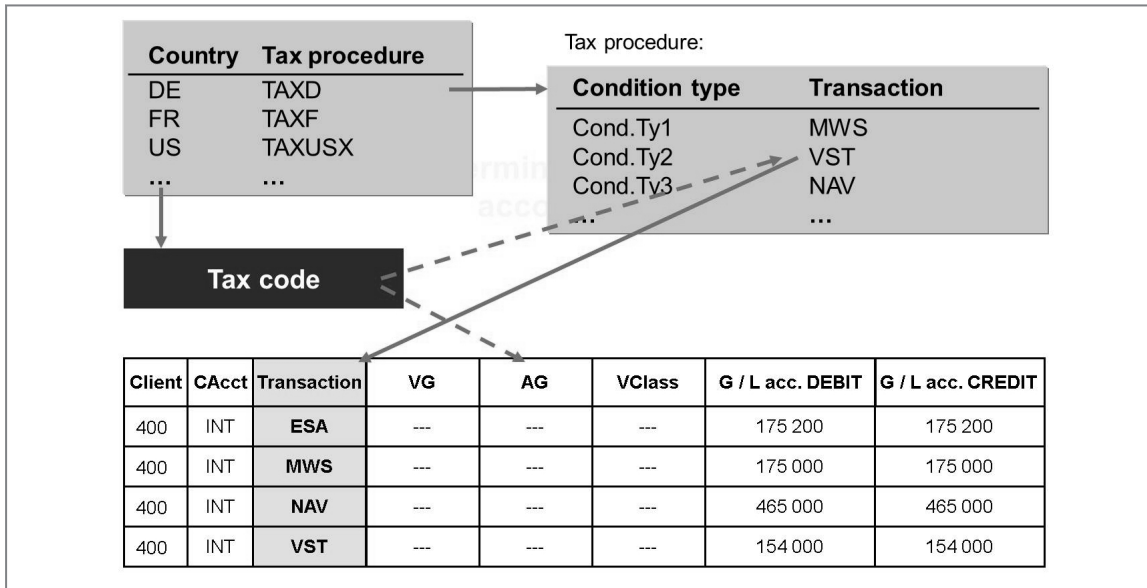 Country Tax procedure
DE TAXD
FR TAXF
US TAXUSX
... ...
Tax procedure:
Condition type Transaction
Cond.Ty1 MWS
Cond.Ty2 VST
Cond.Ty3 NAV
... ...
Tax code
Client CAcct Transaction VG AG VClass G / L acc. DEBIT G / L acc. CREDIT
400 INT ESA --- --- --- 175 200 175 200
400 INT MWS --- --- --- 175 000 175 000
400 INT NAV --- --- --- 465 000 465 000
400 INT VST --- --- --- 154 000 154 000